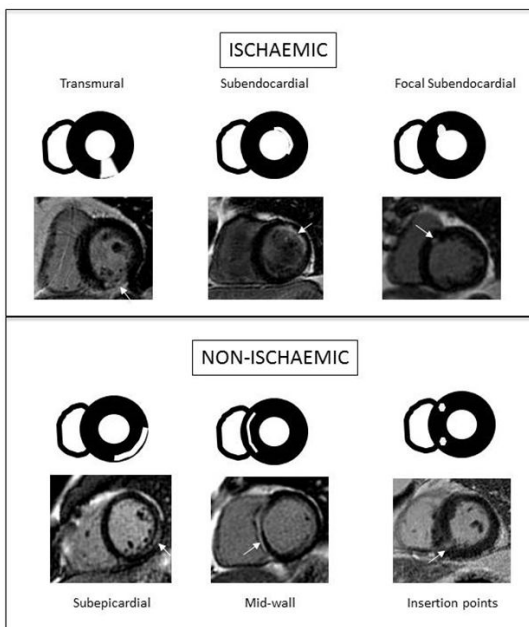 ISCHAEMIC
Transmural Subendocardial Focal Subendocardial
NON-ISCHAEMIC
Subepicardial Mid-wall Insertion points